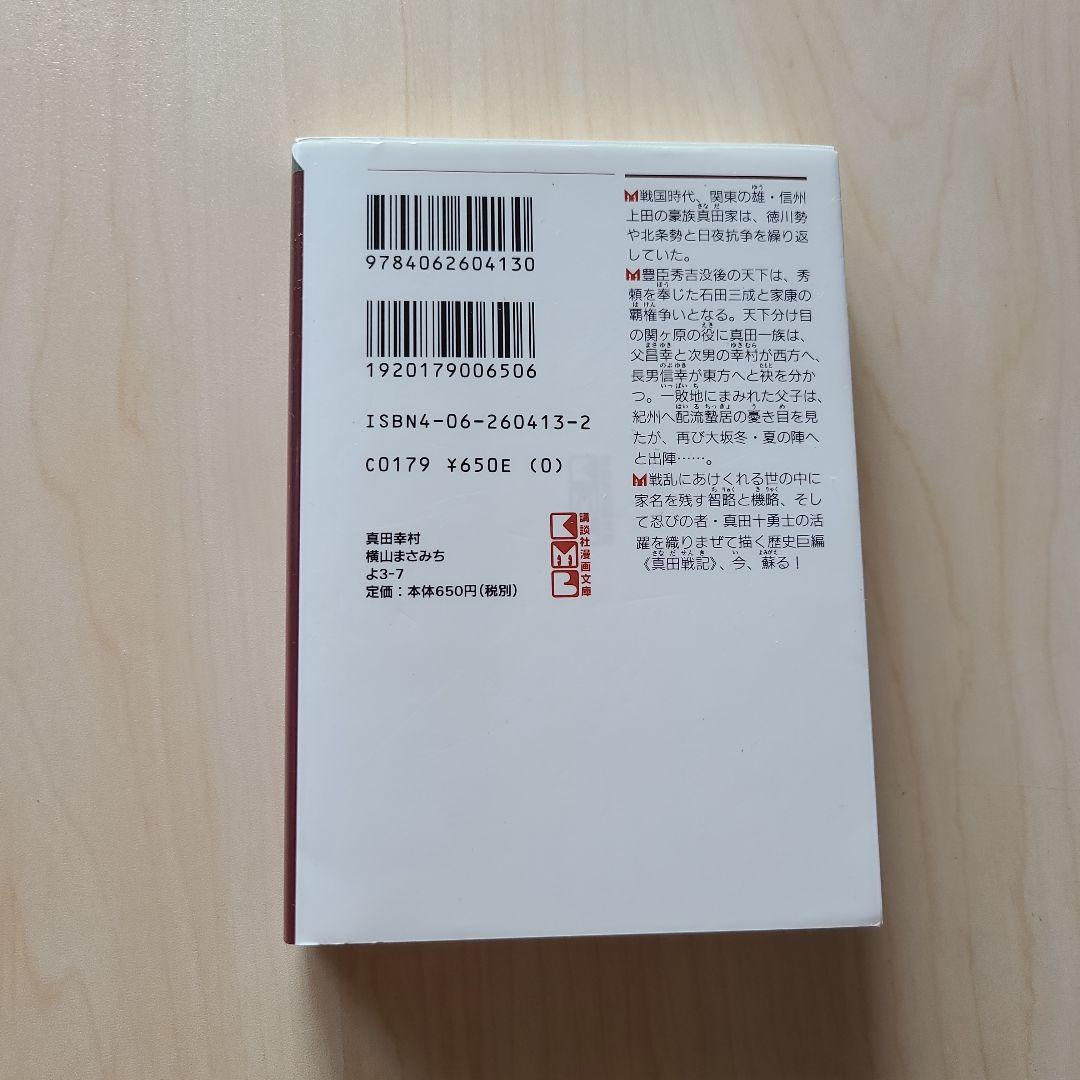 9784062604130
1920179006506
ISBN4-06-260413-2
C0179 ¥650E (0)
真田幸村
横山まさみち
よ3-7
定価：本体650円(税別)
講談社漫画文庫
KMB
M戦国時代、関東の雄・信州
上田の豪族真田家は、徳川勢
や北条勢と日夜抗争を繰り返
していた。
M豊臣秀吉没後の天下は、秀
頼を奉じた石田三成と家康の
覇権争いとなる。天下分け目
の関ヶ原の役に真田一族は、
父昌幸と次男の幸村が西方へ、
長男信幸が東方へと袂を分か
つ。一敗地にまみれた父子は、
紀州へ配流蟄居の憂き目を見
たが、再び大坂冬・夏の陣へ
と出陣……。
M戦乱にあけくれる世の中に
家名を残す智略と機略、そし
て忍びの者・真田十勇士の活
躍を織りまぜて描く歴史巨編
《真田戦記》、今、蘇る！